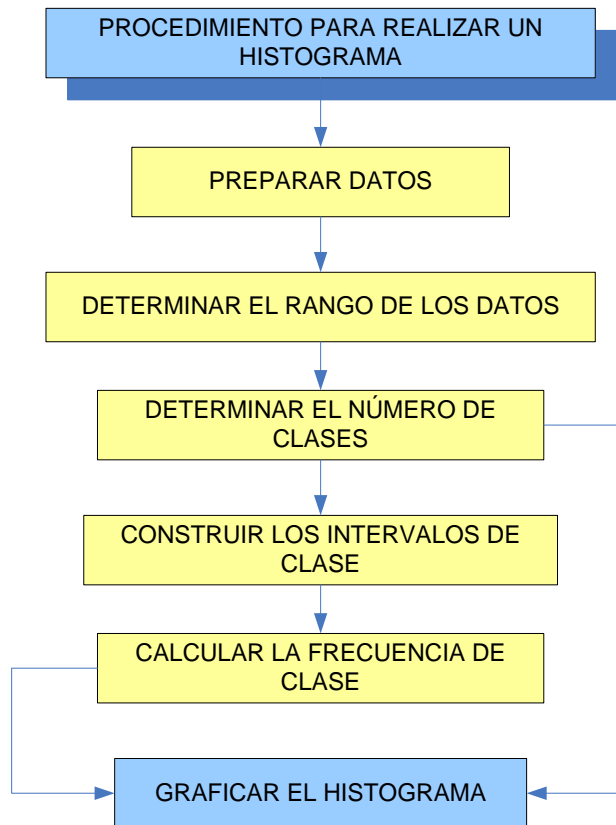 PROCEDIMIENTO PARA REALIZAR UN
HISTOGRAMA
PREPARAR DATOS
DETERMINAR EL RANGO DE LOS DATOS
DETERMINAR EL NÚMERO DE
CLASES
CONSTRUIR LOS INTERVALOS DE
CLASE
CALCULAR LA FRECUENCIA DE
CLASE
GRAFICAR EL HISTOGRAMA